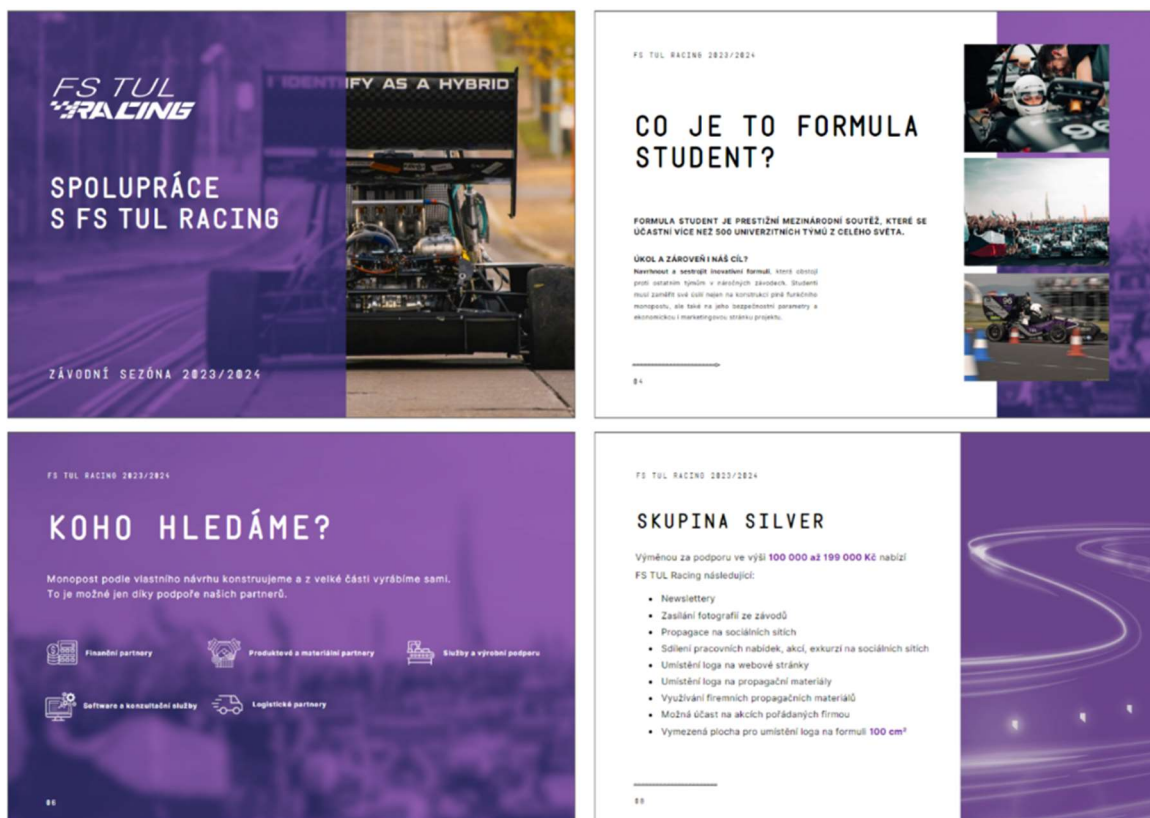 FS TUL
RACING
I IDENTIFY AS A HYBRID
SPOLUPRÁCE
S FS TUL RACING
ZÁVODNÍ SEZÓNA 2023/2024
FS TUL RACING 2023/2024
CO JE TO FORMULA
STUDENT?
FORMULA STUDENT JE PRESTIŽNÍ MEZINÁRODNÍ SOUTĚŽ, KTERÉ SE
ÚČASTNÍ VÍCE NEŽ 500 UNIVERZITNÍCH TÝMŮ Z CELÉHO SVĚTA.
ÚKOL A ZÁROVEŇ I NÁŠ CÍL?
Navrhnout a sestrojit inovativní formuli, která obstojí
proti ostatním týmům v náročných závodech. Studenti
musí zaměřit své úsilí nejen na konstrukci plně funkčního
monopostu, ale také na jeho bezpečnostní parametry a
ekonomickou i marketingovou stránku projektu.
04
96
FS TUL RACING 2023/2024
KOHO HLEDÁME?
Monopost podle vlastního návrhu konstruujeme a z velké části vyrábíme sami.
To je možné jen díky podpoře našich partnerů.
Finanční partnery
Produktové a materiální partnery
Služby a výrobní podporu
Software a konzultační služby
Logistické partnery
06
FS TUL RACING 2023/2024
SKUPINA SILVER
Výměnou za podporu ve výši 100 000 až 199 000 Kč nabízí
FS TUL Racing následující:
• Newslettery
• Zasílání fotografií ze závodů
• Propagace na sociálních sítích
• Sdílení pracovních nabídek, akcí, exkurzí na sociálních sítích
• Umístění loga na webové stránky
• Umístění loga na propagační materiály
• Využívání firemních propagačních materiálů
• Možná účast na akcích pořádaných firmou
• Vymezená plocha pro umístění loga na formuli 100 cm²